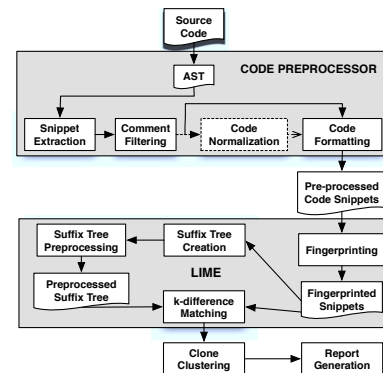 Source
Code
AST
CODE PREPROCESSOR
Snippet
Extraction
Comment
Filtering
Code
Normalization
Code
Formatting
Pre-processed
Code Snippets
Suffix Tree
Preprocessing
Suffix Tree
Creation
Fingerprinting
LIME
Preprocessed
Suffix Tree
k-difference
Matching
Fingerprinted
Snippets
Clone
Clustering
Report
Generation